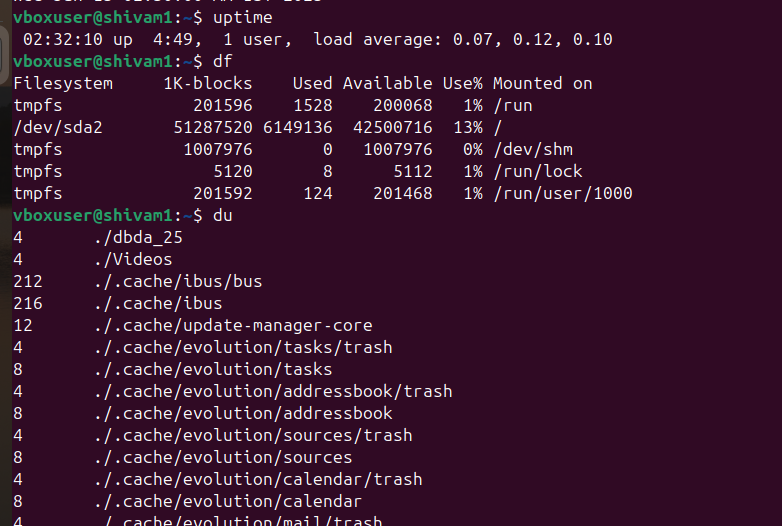 vboxuser@shivam1:~$ uptime
 02:32:10 up  4:49,  1 user,  load average: 0.07, 0.12, 0.10
vboxuser@shivam1:~$ df
Filesystem     1K-blocks    Used Available Use% Mounted on
tmpfs             201596    1528    200068   1% /run
/dev/sda2       51287520 6149136  42500716  13% /
tmpfs            1007976       0   1007976   0% /dev/shm
tmpfs               5120       8      5112   1% /run/lock
tmpfs             201592     124    201468   1% /run/user/1000
vboxuser@shivam1:~$ du
4       ./dbda_25
4       ./Videos
212     ./.cache/ibus/bus
216     ./.cache/ibus
12      ./.cache/update-manager-core
4       ./.cache/evolution/tasks/trash
8       ./.cache/evolution/tasks
4       ./.cache/evolution/addressbook/trash
8       ./.cache/evolution/addressbook
4       ./.cache/evolution/sources/trash
8       ./.cache/evolution/sources
4       ./.cache/evolution/calendar/trash
8       ./.cache/evolution/calendar
4       ./.cache/evolution/mail/trash